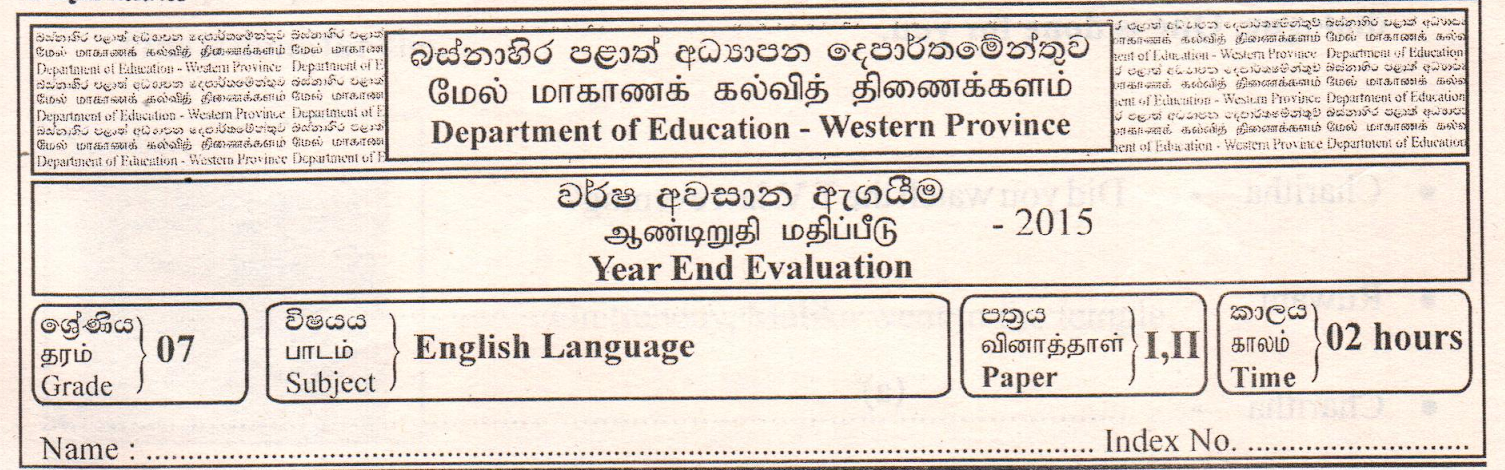 බස්නාහිර පළාත් අධ්‍යාපන දෙපාර්තමේන්තුව
மேல் மாகாணக் கல்வித் திணைக்களம்
Department of Education - Western Province
වර්ෂ අවසාන ඇගයීම
ஆண்டிறுதி மதிப்பீடு - 2015
Year End Evaluation
ශ්‍රේණිය
தரம்
Grade
07
විෂයය
பாடம்
Subject
English Language
පත්‍රය
வினாத்தாள்
Paper
I,II
කාලය
காலம்
Time
02 hours
Name : .......................... Index No. ..........................